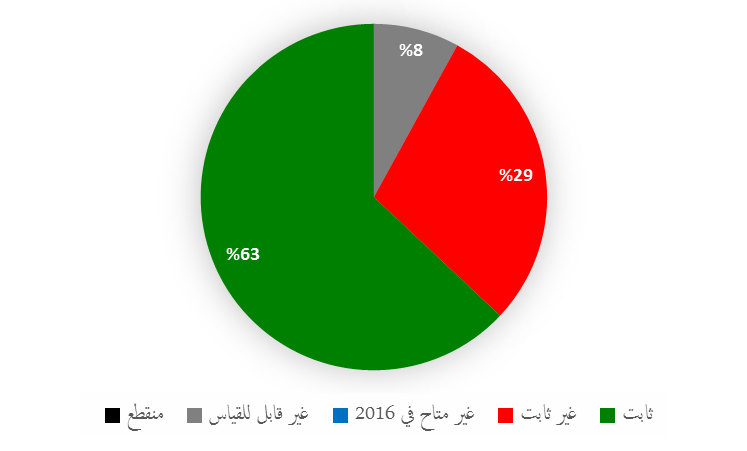 %8
%29
%63
ثابت غير ثابت غير متاح في 2016 غير قابل للقياس منقطع